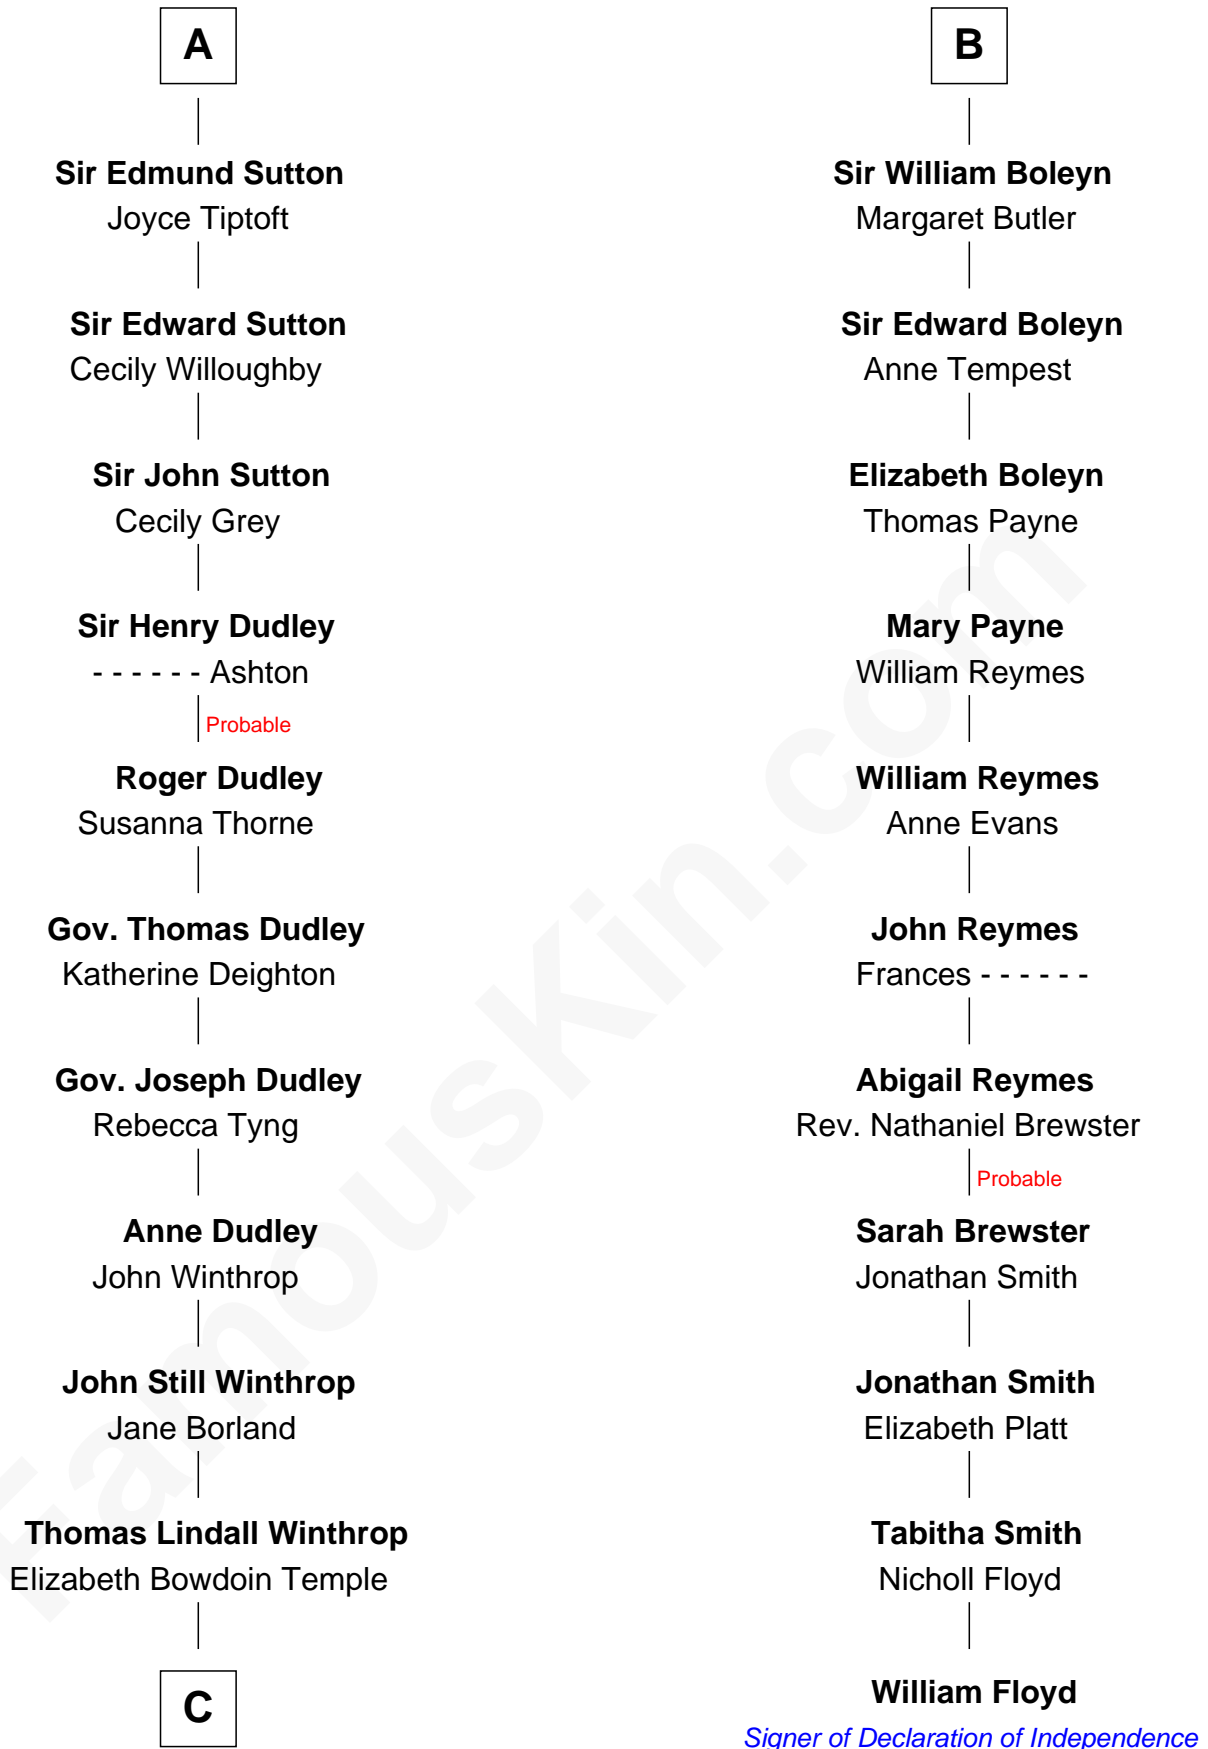 A
Sir Edmund Sutton
Joyce Tiptoft
Sir Edward Sutton
Cecily Willoughby
Sir John Sutton
Cecily Grey
Sir Henry Dudley
- - - - - - Ashton
Probable
Roger Dudley
Susanna Thorne
Gov. Thomas Dudley
Katherine Deighton
Gov. Joseph Dudley
Rebecca Tyng
Anne Dudley
John Winthrop
John Still Winthrop
Jane Borland
Thomas Lindall Winthrop
Elizabeth Bowdoin Temple
C
B
Sir William Boleyn
Margaret Butler
Sir Edward Boleyn
Anne Tempest
Elizabeth Boleyn
Thomas Payne
Mary Payne
William Reymes
William Reymes
Anne Evans
John Reymes
Frances - - - - - -
Abigail Reymes
Rev. Nathaniel Brewster
Probable
Sarah Brewster
Jonathan Smith
Jonathan Smith
Elizabeth Platt
Tabitha Smith
Nicholl Floyd
William Floyd
Signer of Declaration of Independence
FamousKin.com